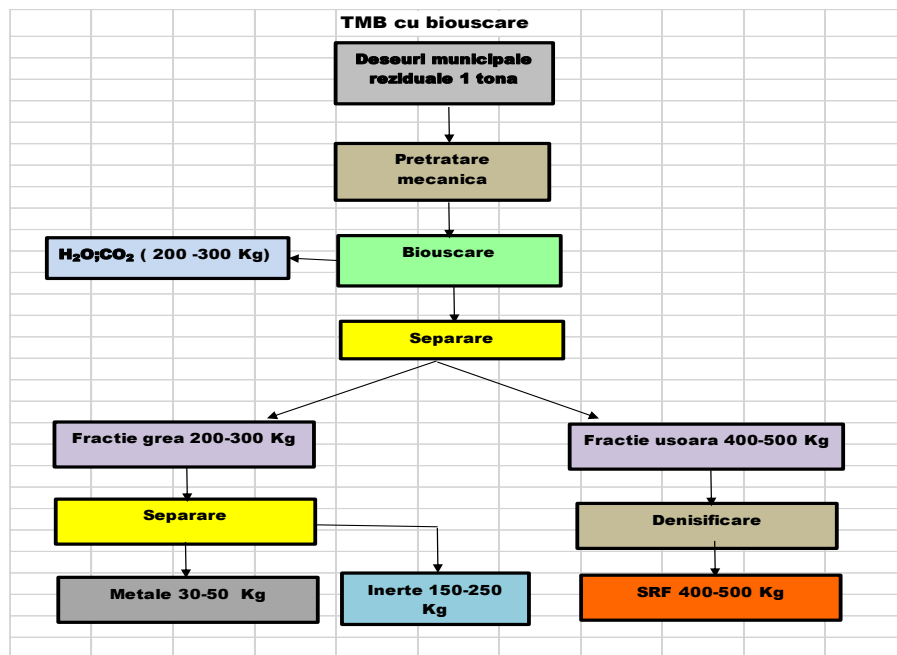 TMB cu biouscare
Deseuri municipale
reziduale 1 tona
Pretratare
mecanica
H₂O;CO₂ ( 200 -300 Kg)
Biouscare
Separare
Fractie grea 200-300 Kg
Fractie usoara 400-500 Kg
Separare
Denisificare
Metale 30-50 Kg
Inerte 150-250
Kg
SRF 400-500 Kg